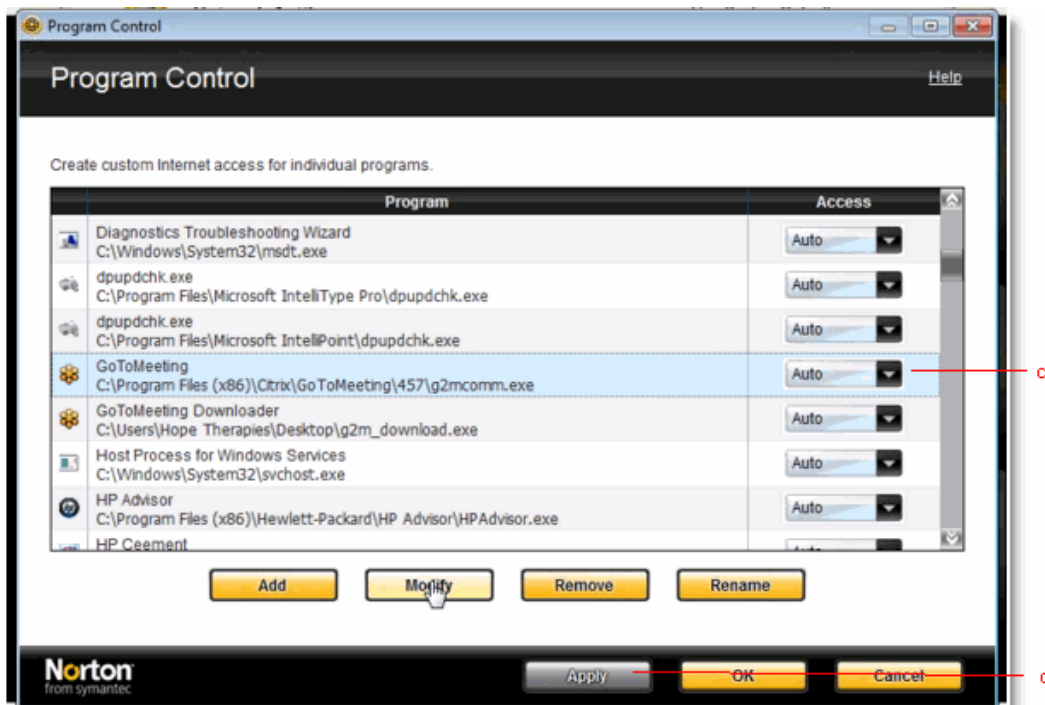 Program Control
Program Control
Help
Create custom Internet access for individual programs.
Program Access
Diagnostics Troubleshooting Wizard
C:\Windows\System32\msdt.exe
Auto
dpupdchk.exe
C:\Program Files\Microsoft IntelliType Pro\dpupdchk.exe
Auto
dpupdchk.exe
C:\Program Files\Microsoft IntelliPoint\dpupdchk.exe
Auto
GoToMeeting
C:\Program Files (x86)\Citrix\GoToMeeting\457\g2mcomm.exe
Auto
c
GoToMeeting Downloader
C:\Users\Hope Therapies\Desktop\g2m_download.exe
Auto
Host Process for Windows Services
C:\Windows\System32\svchost.exe
Auto
HP Advisor
C:\Program Files (x86)\Hewlett-Packard\HP Advisor\HPAdvisor.exe
Auto
HP Ceement
Add Modify Remove Rename
Norton
from symantec
Apply OK Cancel